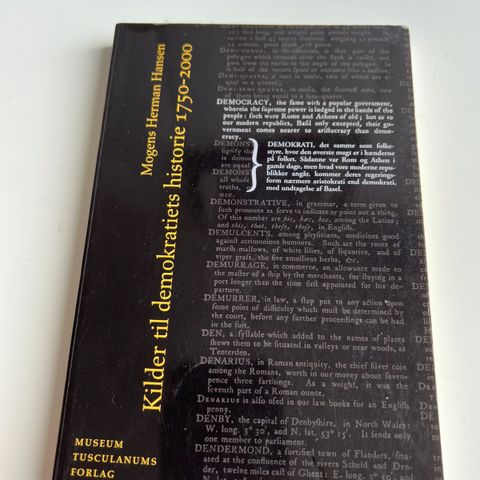 Mogens Herman Hansen
Kilder til demokratiets historie 1750-2000
MUSEUM
TUSCULANUMS
FORLAG
DEMOCRACY, the same with a popular government,
wherein the supreme power is lodged in the hands of the
people: such were Rome and Athens of old; but as to
our modern republics, Basil only excepted, their gov-
ernment comes nearer to aristocracy than demo-
cracy.
DEMOKRATI, det samme som folke-
styre, hvor den øverste magt er i hænderne
på folket. Sådanne var Rom og Athen i
gamle dage, men hvad vore moderne repu-
blikker angår, kommer deres regerings-
form nærmere aristokrati end demokrati,
med undtagelse af Basel.
DEMONSTRATIVE, in grammar, a term given to
such pronouns as serve to indicate or point out a thing.
Of this number are hic, hæc, hoc, among the Latins;
and this, that, these, those, in English.
DEMULCENTS, among physicians, medicines good
against acrimonious humours. Such are the roots of
marsh-mallows, of white lilies, of liquorice, and of
viper grass, the five emollient herbs, &c.
DEMURRAGE, in commerce, an allowance made to
the master of a ship by the merchants, for staying in a
port longer than the time first appointed for his de-
parture.
DEMURRER, in law, a stop put to any action upon
some point of difficulty which must be determined by
the court, before any further proceedings can be had
in the suit.
DEN, a syllable which added to the names of places
shews them to be situated in valleys or near woods, as
Tenterden.
DENARIUS, in Roman antiquity, the chief silver coin
among the Romans, worth in our money about seven-
pence three farthings. As a weight, it was the
seventh part of a Roman ounce.
DENARIUS is also used in our law books for an English
penny.
DENBY, the capital of Denbyshire, in North Wales:
W. long. 3° 30', and N. lat. 53° 15'. It sends only
one member to parliament.
DENDERMOND, a fortified town of Flanders, situ-
ated at the confluence of the rivers Scheld and Den-
der, twelve miles east of Ghent: E. long. 3° 50', and